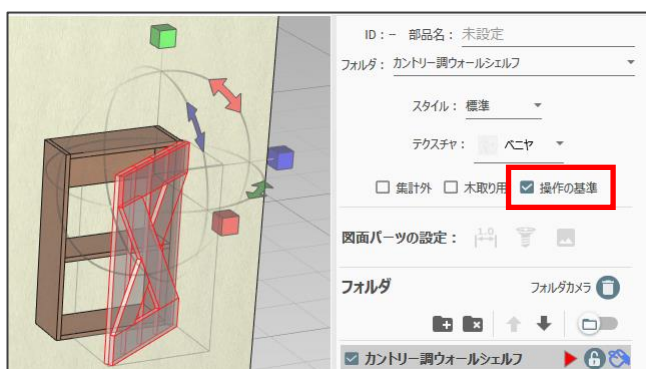 ID：－ 部品名： 未設定
フォルダ： カントリー調ウォールシェルフ
スタイル： 標準
テクスチャ： ベニヤ
集計外 木取り用 操作の基準
図面パーツの設定： 1.0
フォルダ フォルダカメラ
カントリー調ウォールシェルフ